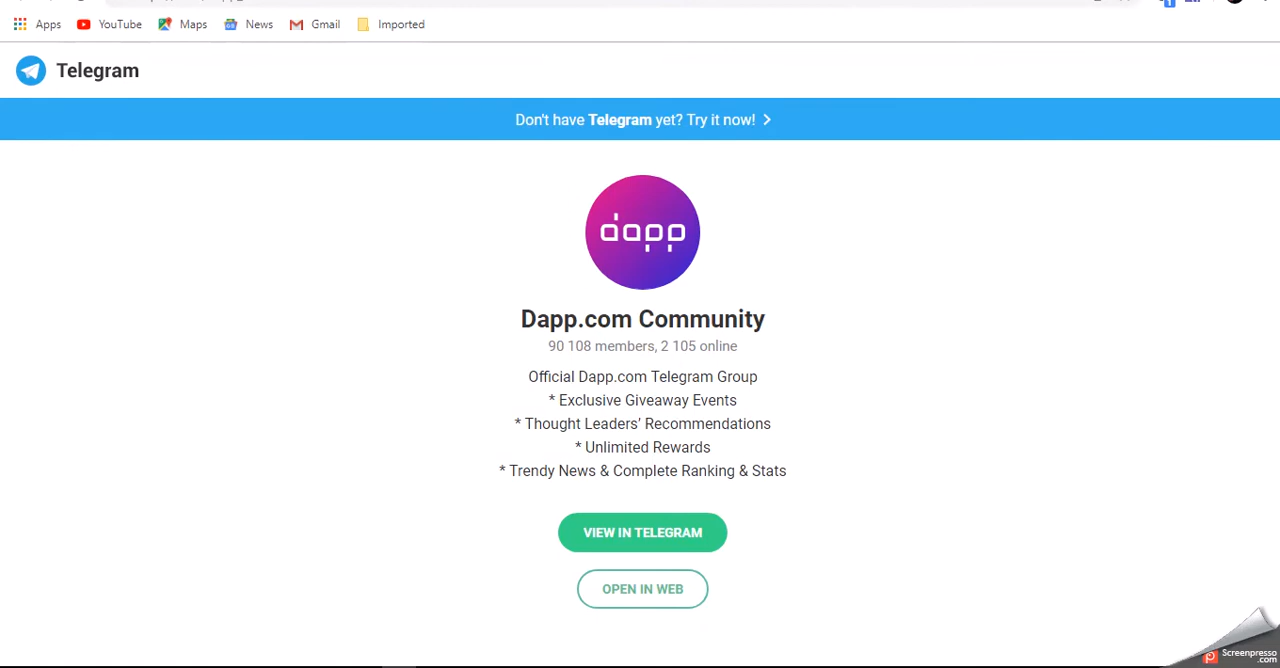 Apps YouTube Maps News Gmail Imported
Telegram
Don't have Telegram yet? Try it now!
dapp
Dapp.com Community
90 108 members, 2 105 online
Official Dapp.com Telegram Group
* Exclusive Giveaway Events
* Thought Leaders' Recommendations
* Unlimited Rewards
* Trendy News & Complete Ranking & Stats
VIEW IN TELEGRAM
OPEN IN WEB
Screenpresso
.com